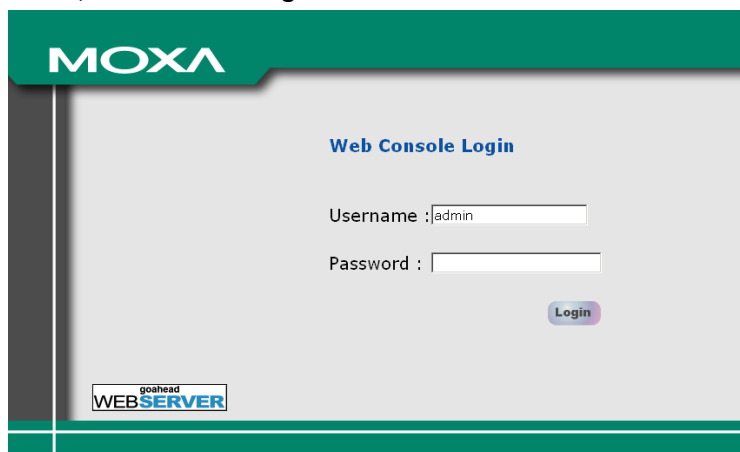 MOXA
Web Console Login
Username : admin
Password :
Login
goahead
WEBSERVER